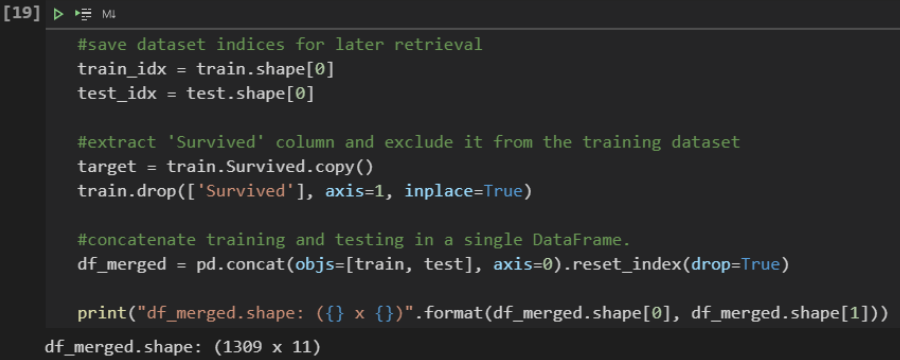 [19] M↓
#save dataset indices for later retrieval
train_idx = train.shape[0]
test_idx = test.shape[0]
#extract 'Survived' column and exclude it from the training dataset
target = train.Survived.copy()
train.drop(['Survived'], axis=1, inplace=True)
#concatenate training and testing in a single DataFrame.
df_merged = pd.concat(objs=[train, test], axis=0).reset_index(drop=True)
print("df_merged.shape: ({} x {})".format(df_merged.shape[0], df_merged.shape[1]))
df_merged.shape: (1309 x 11)